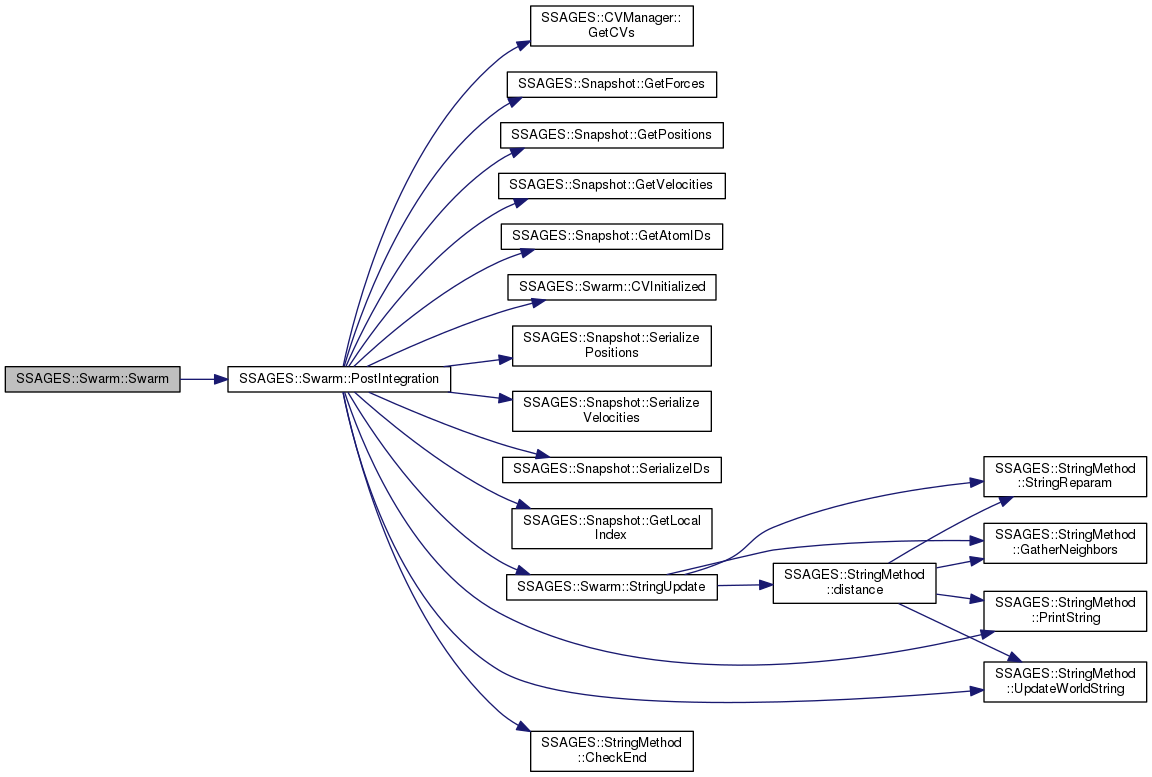 SSAGES::CVManager::
GetCVs
SSAGES::Snapshot::GetForces
SSAGES::Snapshot::GetPositions
SSAGES::Snapshot::GetVelocities
SSAGES::Snapshot::GetAtomIDs
SSAGES::Swarm::CVInitialized
SSAGES::Snapshot::Serialize
Positions
SSAGES::Swarm::Swarm
SSAGES::Swarm::PostIntegration
SSAGES::Snapshot::Serialize
Velocities
SSAGES::Snapshot::SerializeIDs
SSAGES::StringMethod
::StringReparam
SSAGES::Snapshot::GetLocal
Index
SSAGES::StringMethod
::GatherNeighbors
SSAGES::Swarm::StringUpdate
SSAGES::StringMethod
::distance
SSAGES::StringMethod
::PrintString
SSAGES::StringMethod
::UpdateWorldString
SSAGES::StringMethod
::CheckEnd